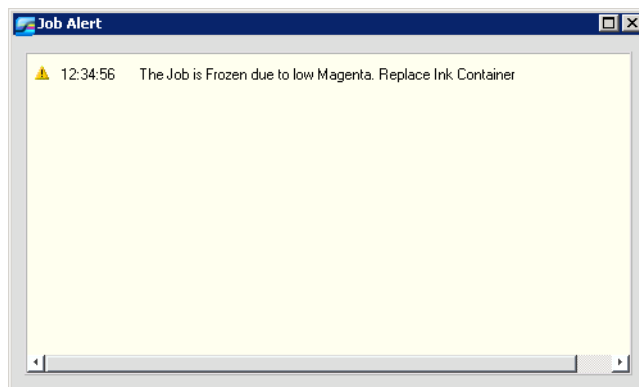 Job Alert
12:34:56 The Job is Frozen due to low Magenta. Replace Ink Container